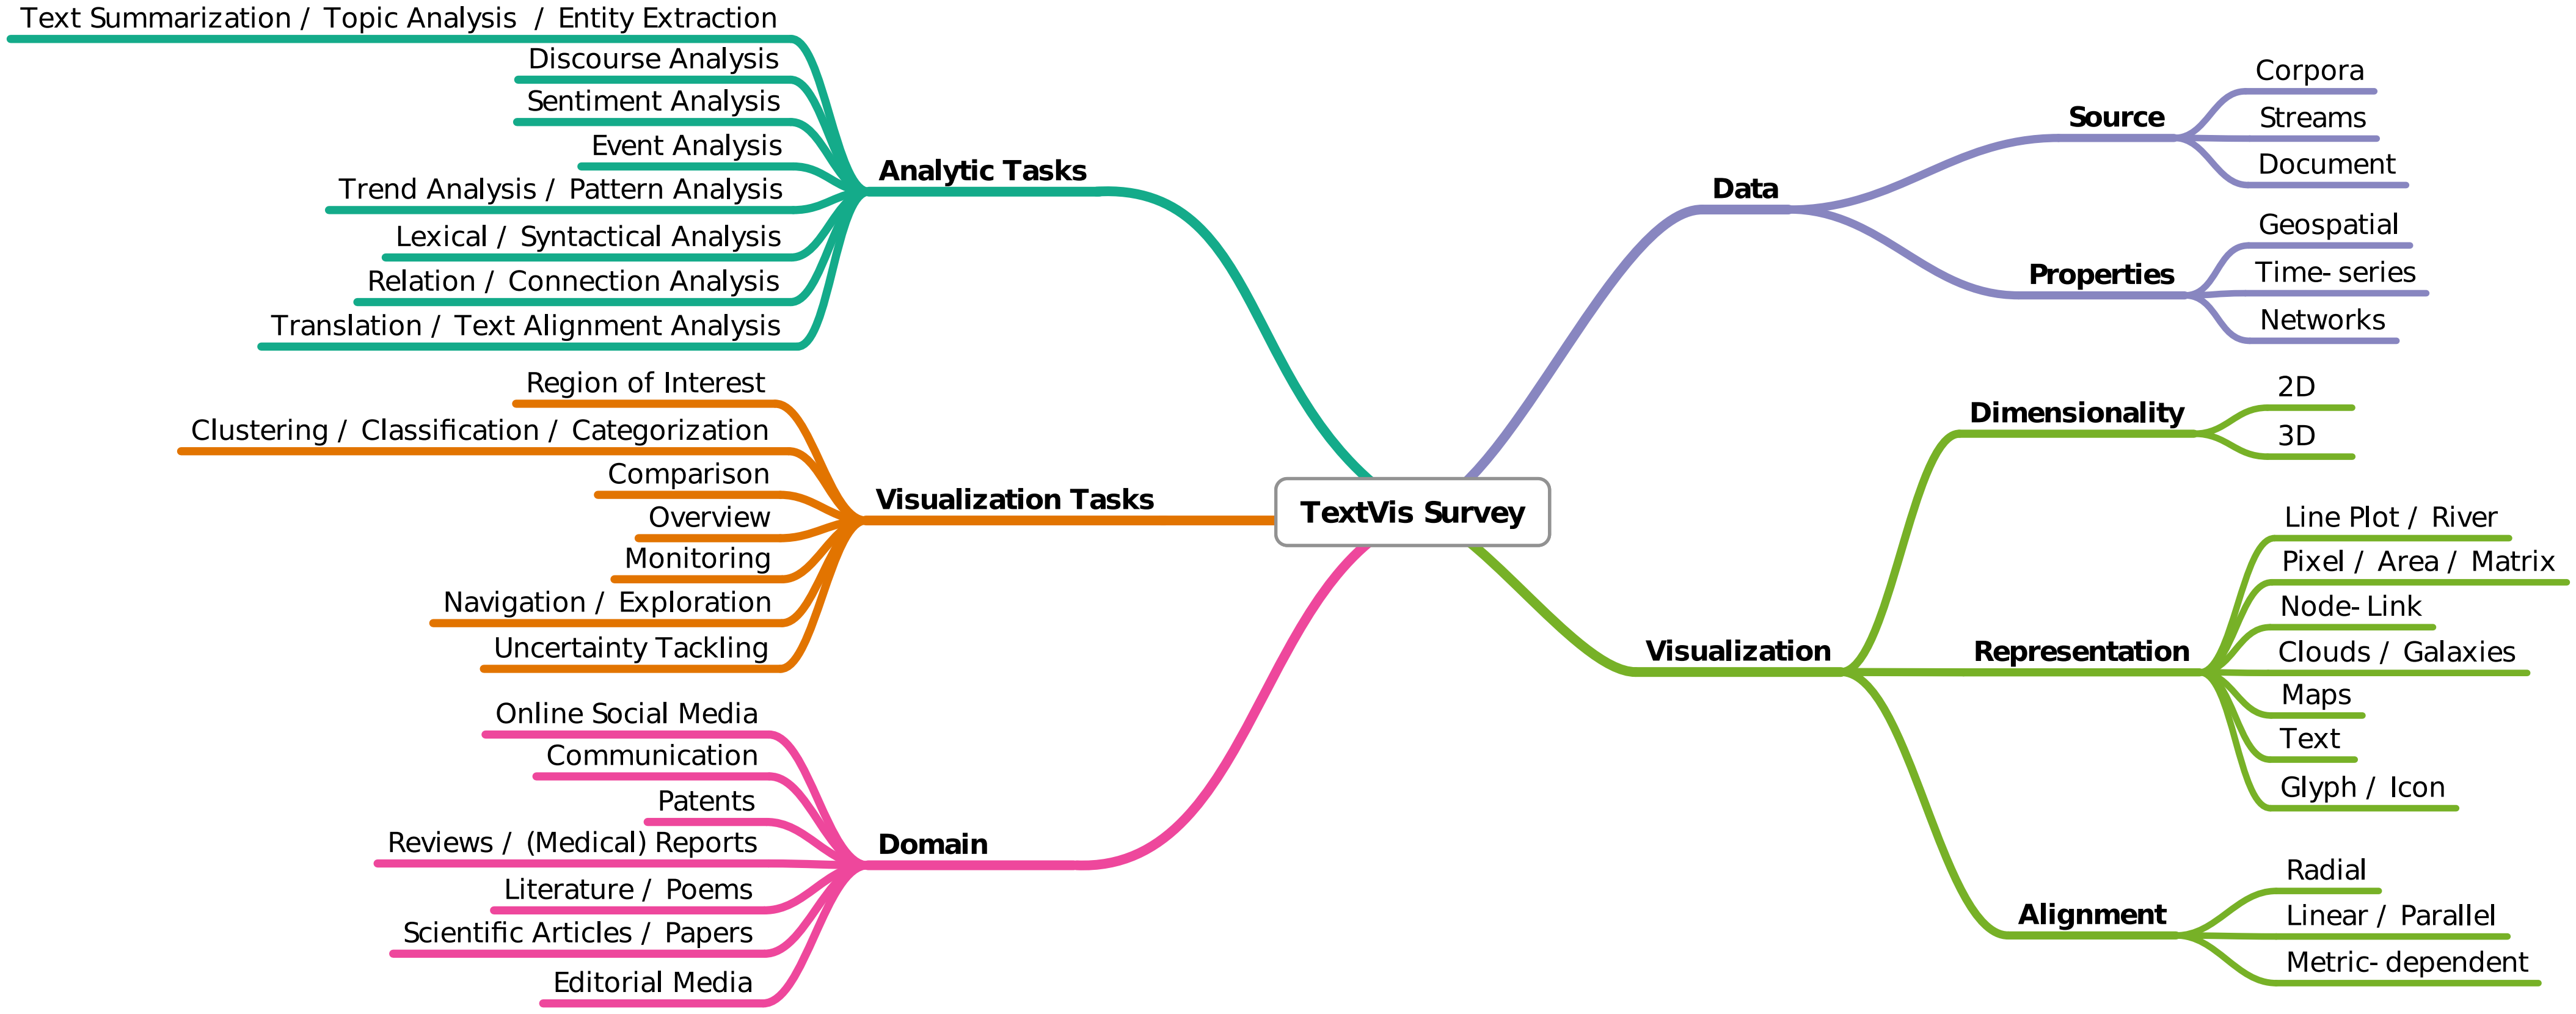 Text Summarization / Topic Analysis / Entity Extraction
Discourse Analysis
Sentiment Analysis
Event Analysis
Trend Analysis / Pattern Analysis
Lexical / Syntactical Analysis
Relation / Connection Analysis
Translation / Text Alignment Analysis
Analytic Tasks
Region of Interest
Clustering / Classification / Categorization
Comparison
Overview
Monitoring
Navigation / Exploration
Uncertainty Tackling
Visualization Tasks
Online Social Media
Communication
Patents
Reviews / (Medical) Reports
Literature / Poems
Scientific Articles / Papers
Editorial Media
Domain
TextVis Survey
Data
Source
Corpora
Streams
Document
Properties
Geospatial
Time-series
Networks
Visualization
Dimensionality
2D
3D
Representation
Line Plot / River
Pixel / Area / Matrix
Node-Link
Clouds / Galaxies
Maps
Text
Glyph / Icon
Alignment
Radial
Linear / Parallel
Metric-dependent